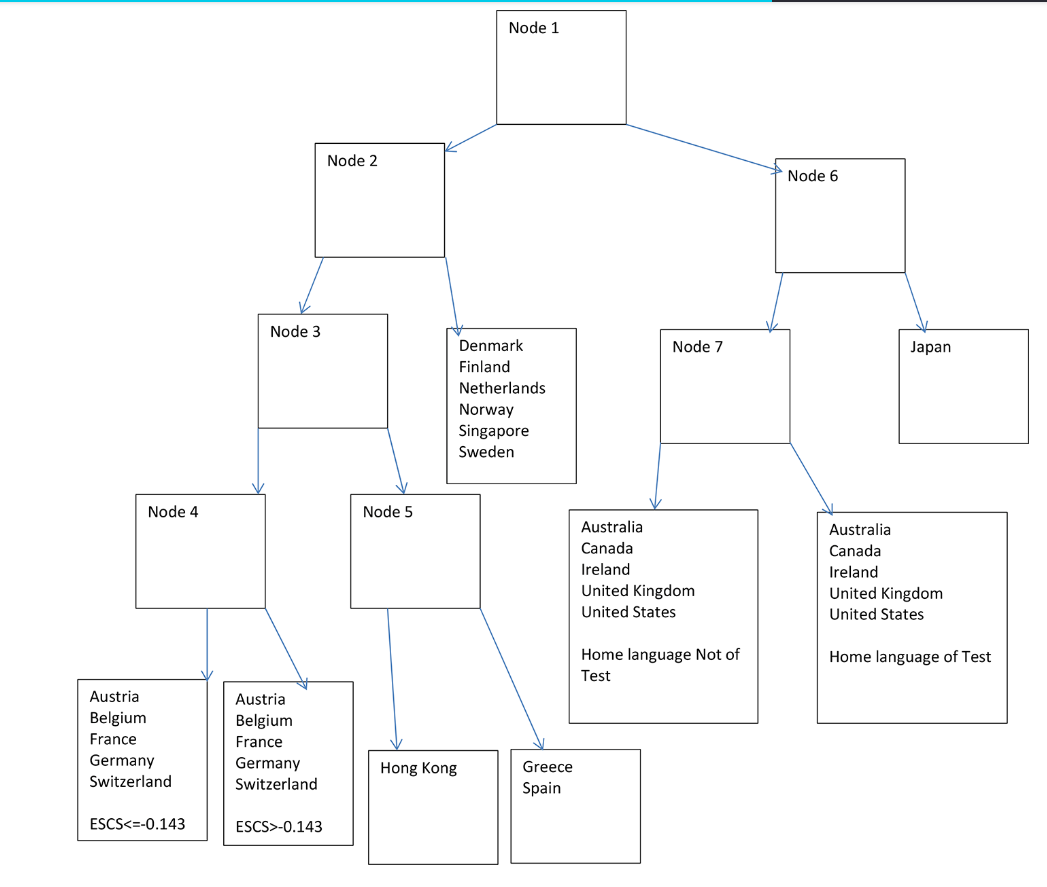 Node 1
Node 2
Node 6
Node 3
Denmark
Finland
Netherlands
Norway
Singapore
Sweden
Node 7
Japan
Node 4
Node 5
Australia
Canada
Ireland
United Kingdom
United States
Home language Not of
Test
Australia
Canada
Ireland
United Kingdom
United States
Home language of Test
Austria
Belgium
France
Germany
Switzerland
ESCS<=-0.143
Austria
Belgium
France
Germany
Switzerland
ESCS>-0.143
Hong Kong
Greece
Spain